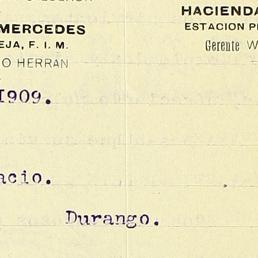 HACIENDA
MERCEDES
ESTACION P
EJA, F. I. M.
Gerente W
O HERRAN
1909.
acio.
Durango.